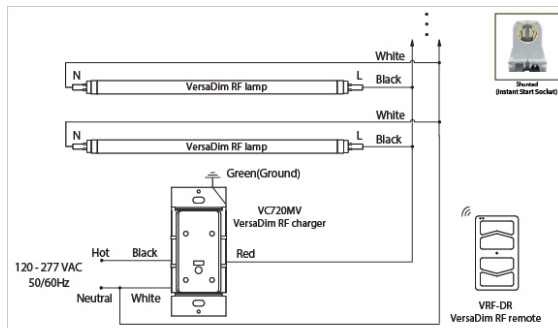 White
N
VersaDim RF lamp
L
Black
Shunted
(Instant Start Socket)
White
N
VersaDim RF lamp
L
Black
Green(Ground)
VC720MV
VersaDim RF charger
Hot
Black
Red
120 - 277 VAC
50/60Hz
Neutral
White
VRF-DR
VersaDim RF remote